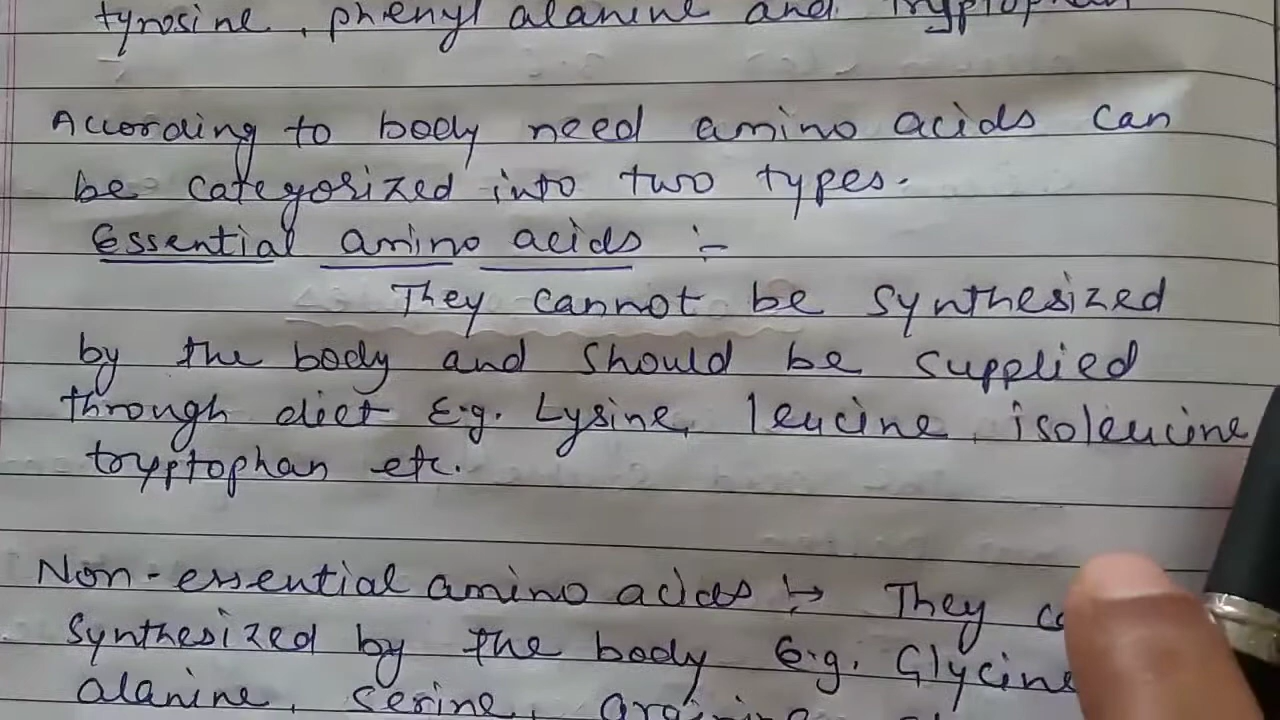 tyrosine, phenyl alanine and tryptophan
According to body need amino acids can
be categorized into two types.
Essential amino acids :-
They cannot be synthesized
by the body and should be supplied
through diet E.g. Lysine, leucine, isoleucine
tryptophan etc.
Non-essential amino acids :→ They
synthesized by the body E.g. Glycine
alanine, serine,